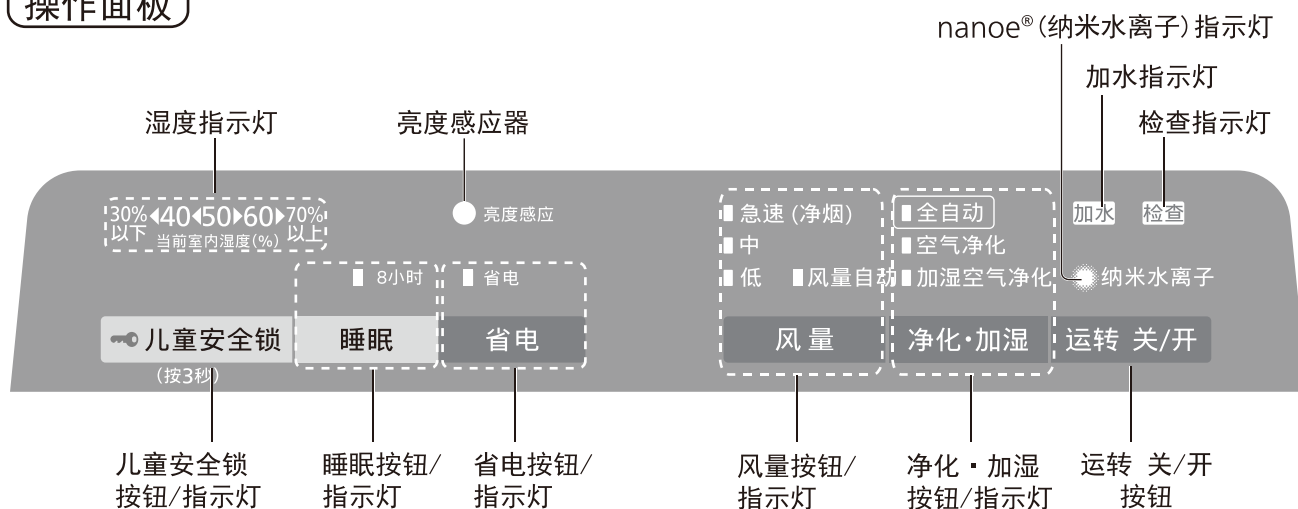 操作面板
nanoe®(纳米水离子)指示灯
加水指示灯
湿度指示灯
亮度感应器
检查指示灯
30%以下 40 50 60 70%以上
当前室内湿度(%)
亮度感应
急速(净烟)
中
低
风量自动
全自动
空气净化
加湿空气净化
加水
检查
纳米水离子
8小时
省电
儿童安全锁
(按3秒)
睡眠
省电
风量
净化·加湿
运转 关/开
儿童安全锁
按钮/指示灯
睡眠按钮/
指示灯
省电按钮/
指示灯
风量按钮/
指示灯
净化·加湿
按钮/指示灯
运转 关/开
按钮